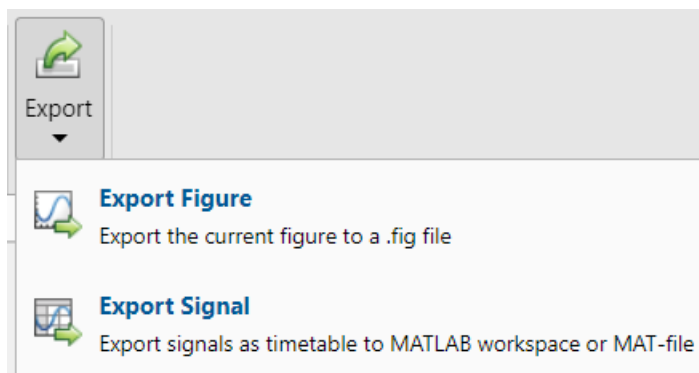 Export
Export Figure
Export the current figure to a .fig file
Export Signal
Export signals as timetable to MATLAB workspace or MAT-file